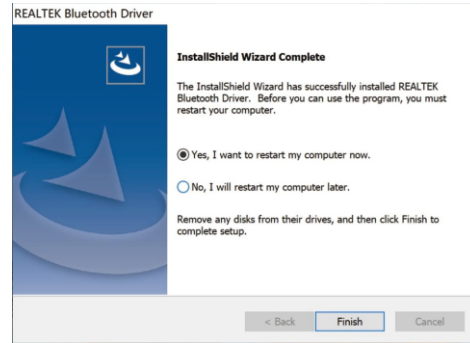 REALTEK Bluetooth Driver
InstallShield Wizard Complete
The InstallShield Wizard has successfully installed REALTEK
Bluetooth Driver. Before you can use the program, you must
restart your computer.
Yes, I want to restart my computer now.
No, I will restart my computer later.
Remove any disks from their drives, and then click Finish to
complete setup.
< Back Finish Cancel